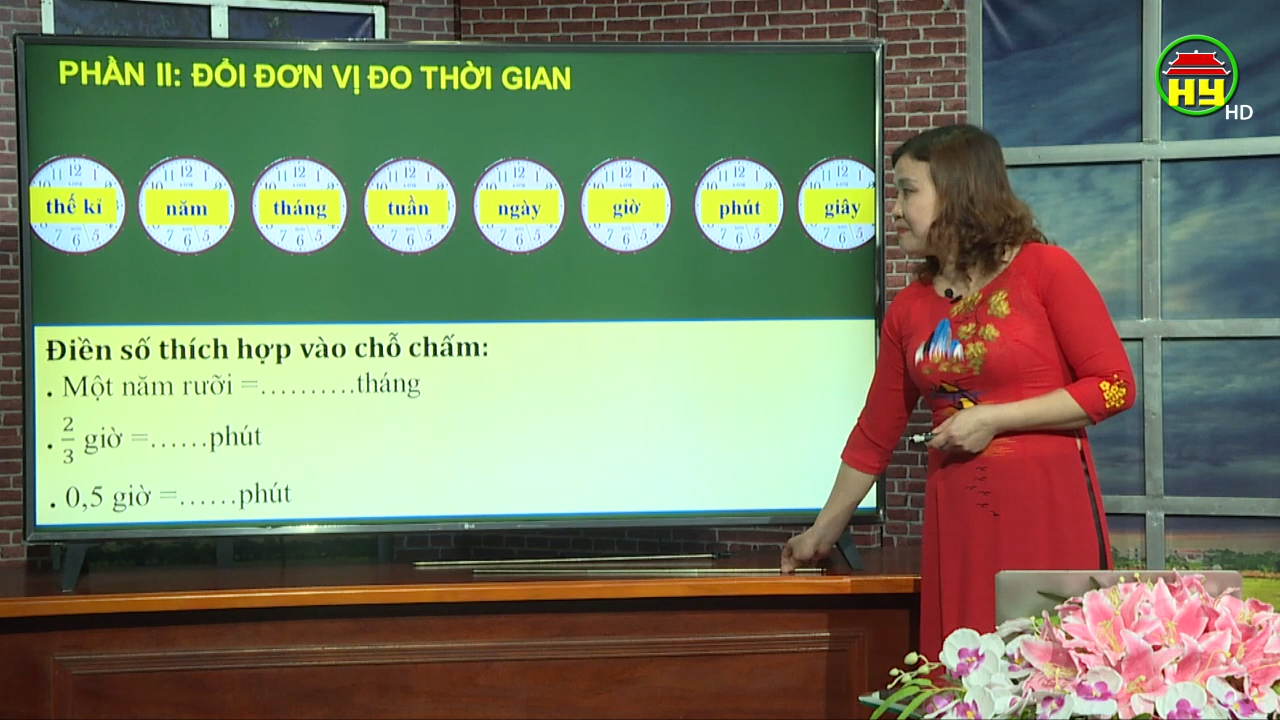 PHẦN II: ĐỔI ĐƠN VỊ ĐO THỜI GIAN
thế kỉ
năm
tháng
tuần
ngày
giờ
phút
giây
Điền số thích hợp vào chỗ chấm:
. Một năm rưỡi =……….tháng
. 2/3 giờ =……phút
. 0,5 giờ =……phút
HY
HD